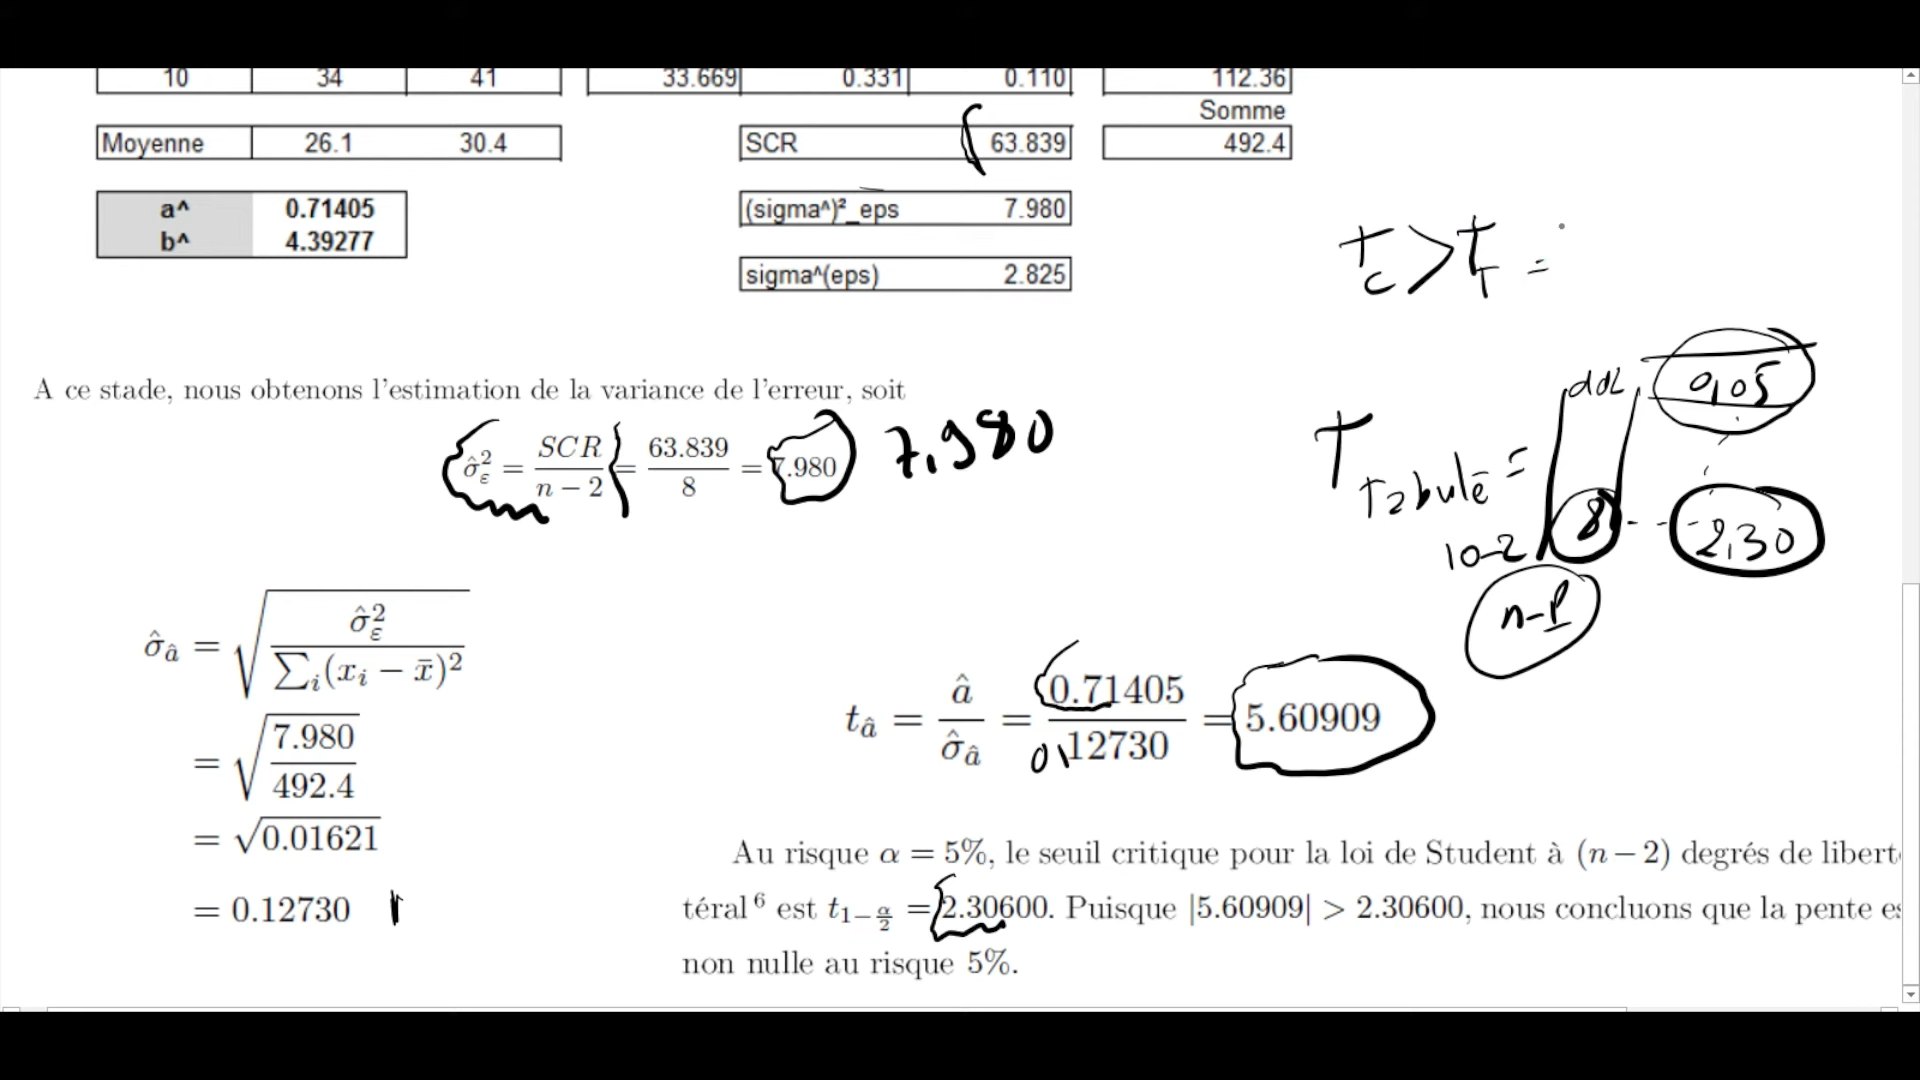 10 34 41 33.669 0.331 0.110 112.36
Somme
Moyenne 26.1 30.4 SCR 63.839 492.4
a^ 0.71405 (sigma^)²_eps 7.980
b^ 4.39277
sigma^(eps) 2.825
T_C > T_T =
A ce stade, nous obtenons l'estimation de la variance de l'erreur, soit
σ̂²_ε = SCR / (n − 2) = 63.839 / 8 = 7.980
7,980
ddl 0,05
T Tabulé = 8 2,30
10-2
n-p
σ̂_â = √( σ̂²_ε / ∑_i(x_i − x̄)² )
= √( 7.980 / 492.4 )
= √0.01621
= 0.12730
t_â = â / σ̂_â = 0.71405 / 0,12730 = 5.60909
Au risque α = 5%, le seuil critique pour la loi de Student à (n − 2) degrés de libert
téral⁶ est t_{1−α/2} = 2.30600. Puisque |5.60909| > 2.30600, nous concluons que la pente es
non nulle au risque 5%.